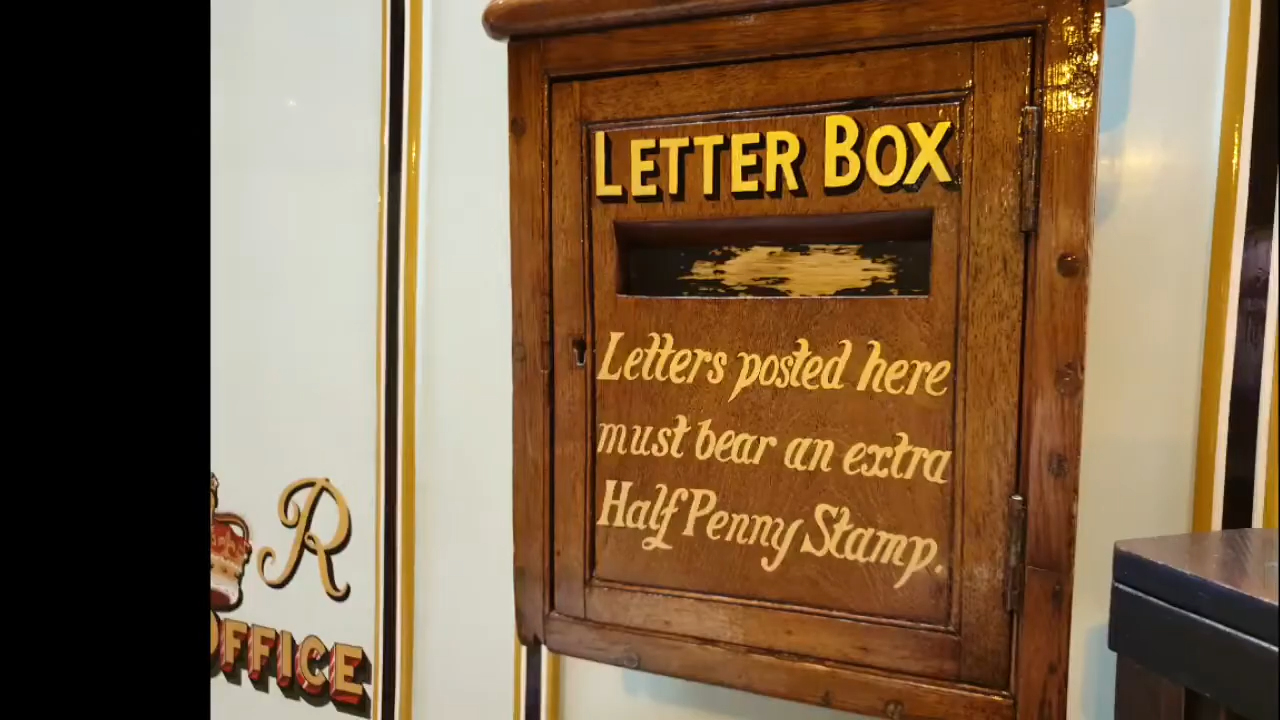 LETTER BOX
Letters posted here
must bear an extra
Half Penny Stamp.
R
OFFICE